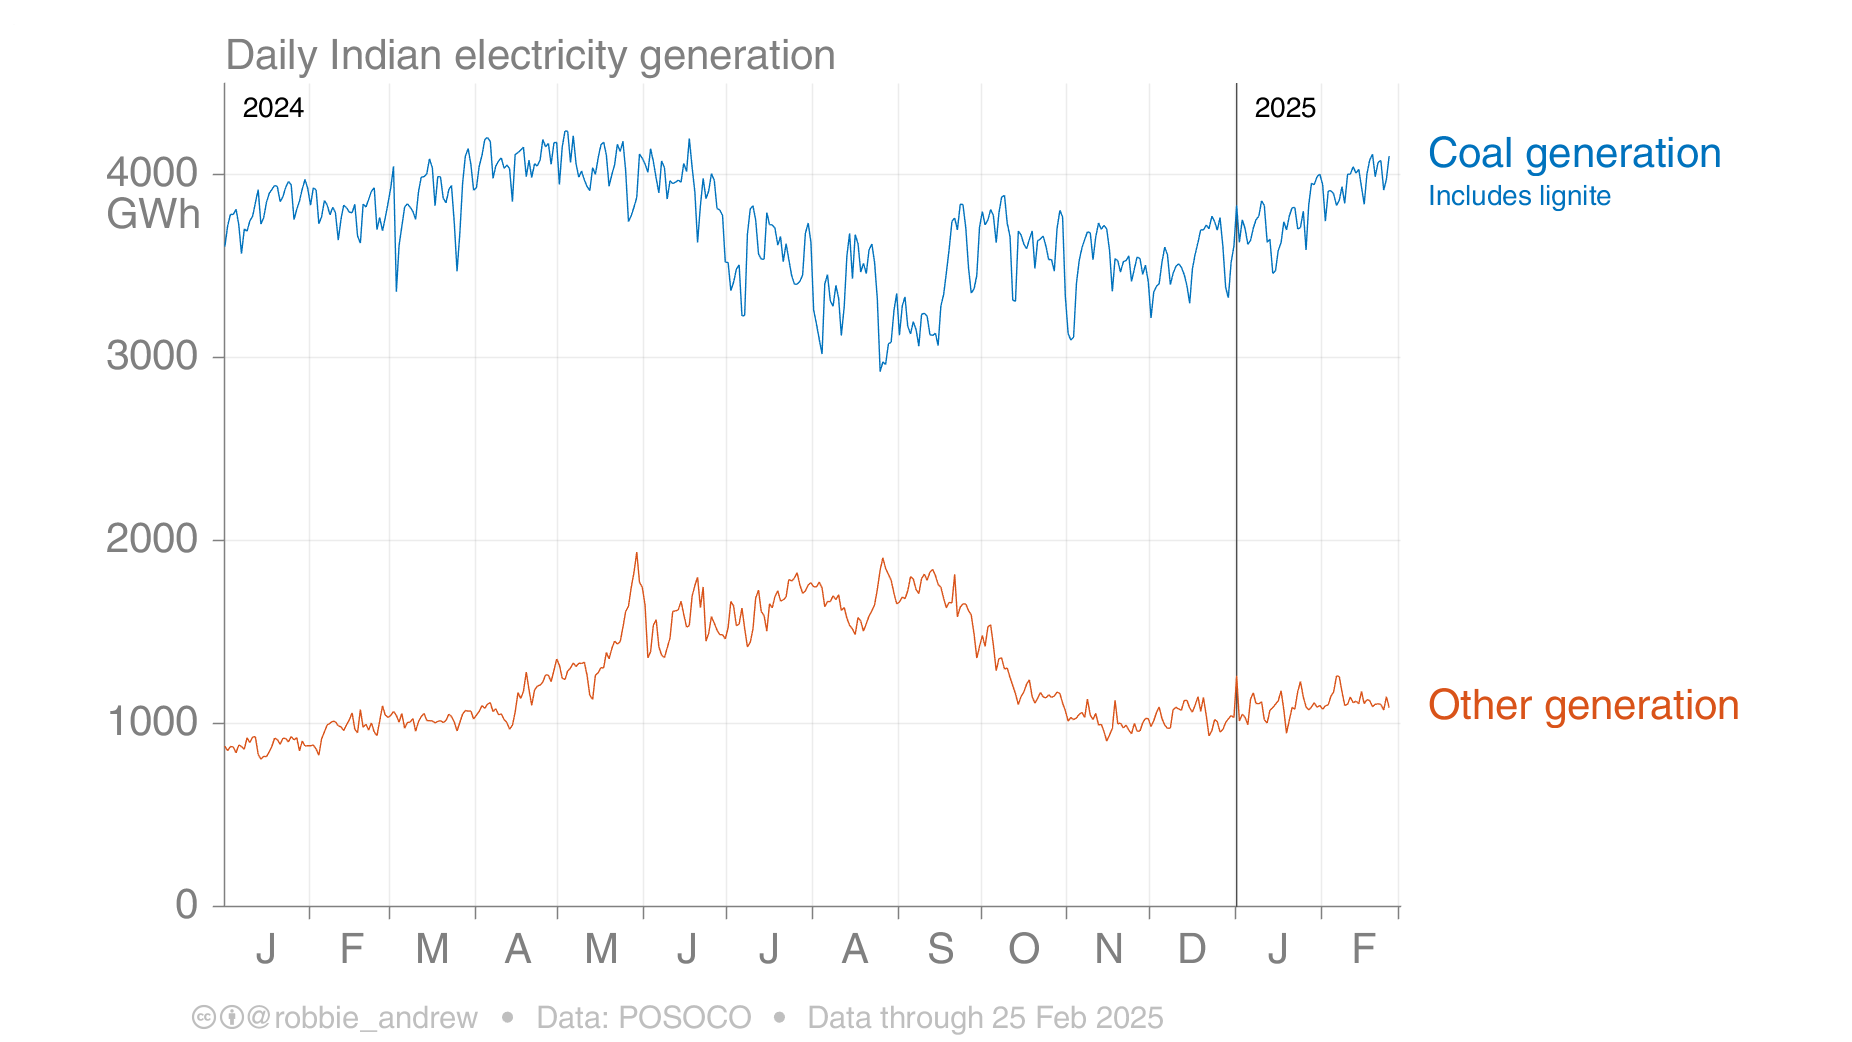 Daily Indian electricity generation
2024
2025
Coal generation
Includes lignite
4000
GWh
3000
2000
1000
Other generation
0
J F M A M J J A S O N D J F
cc @robbie_andrew • Data: POSOCO • Data through 25 Feb 2025